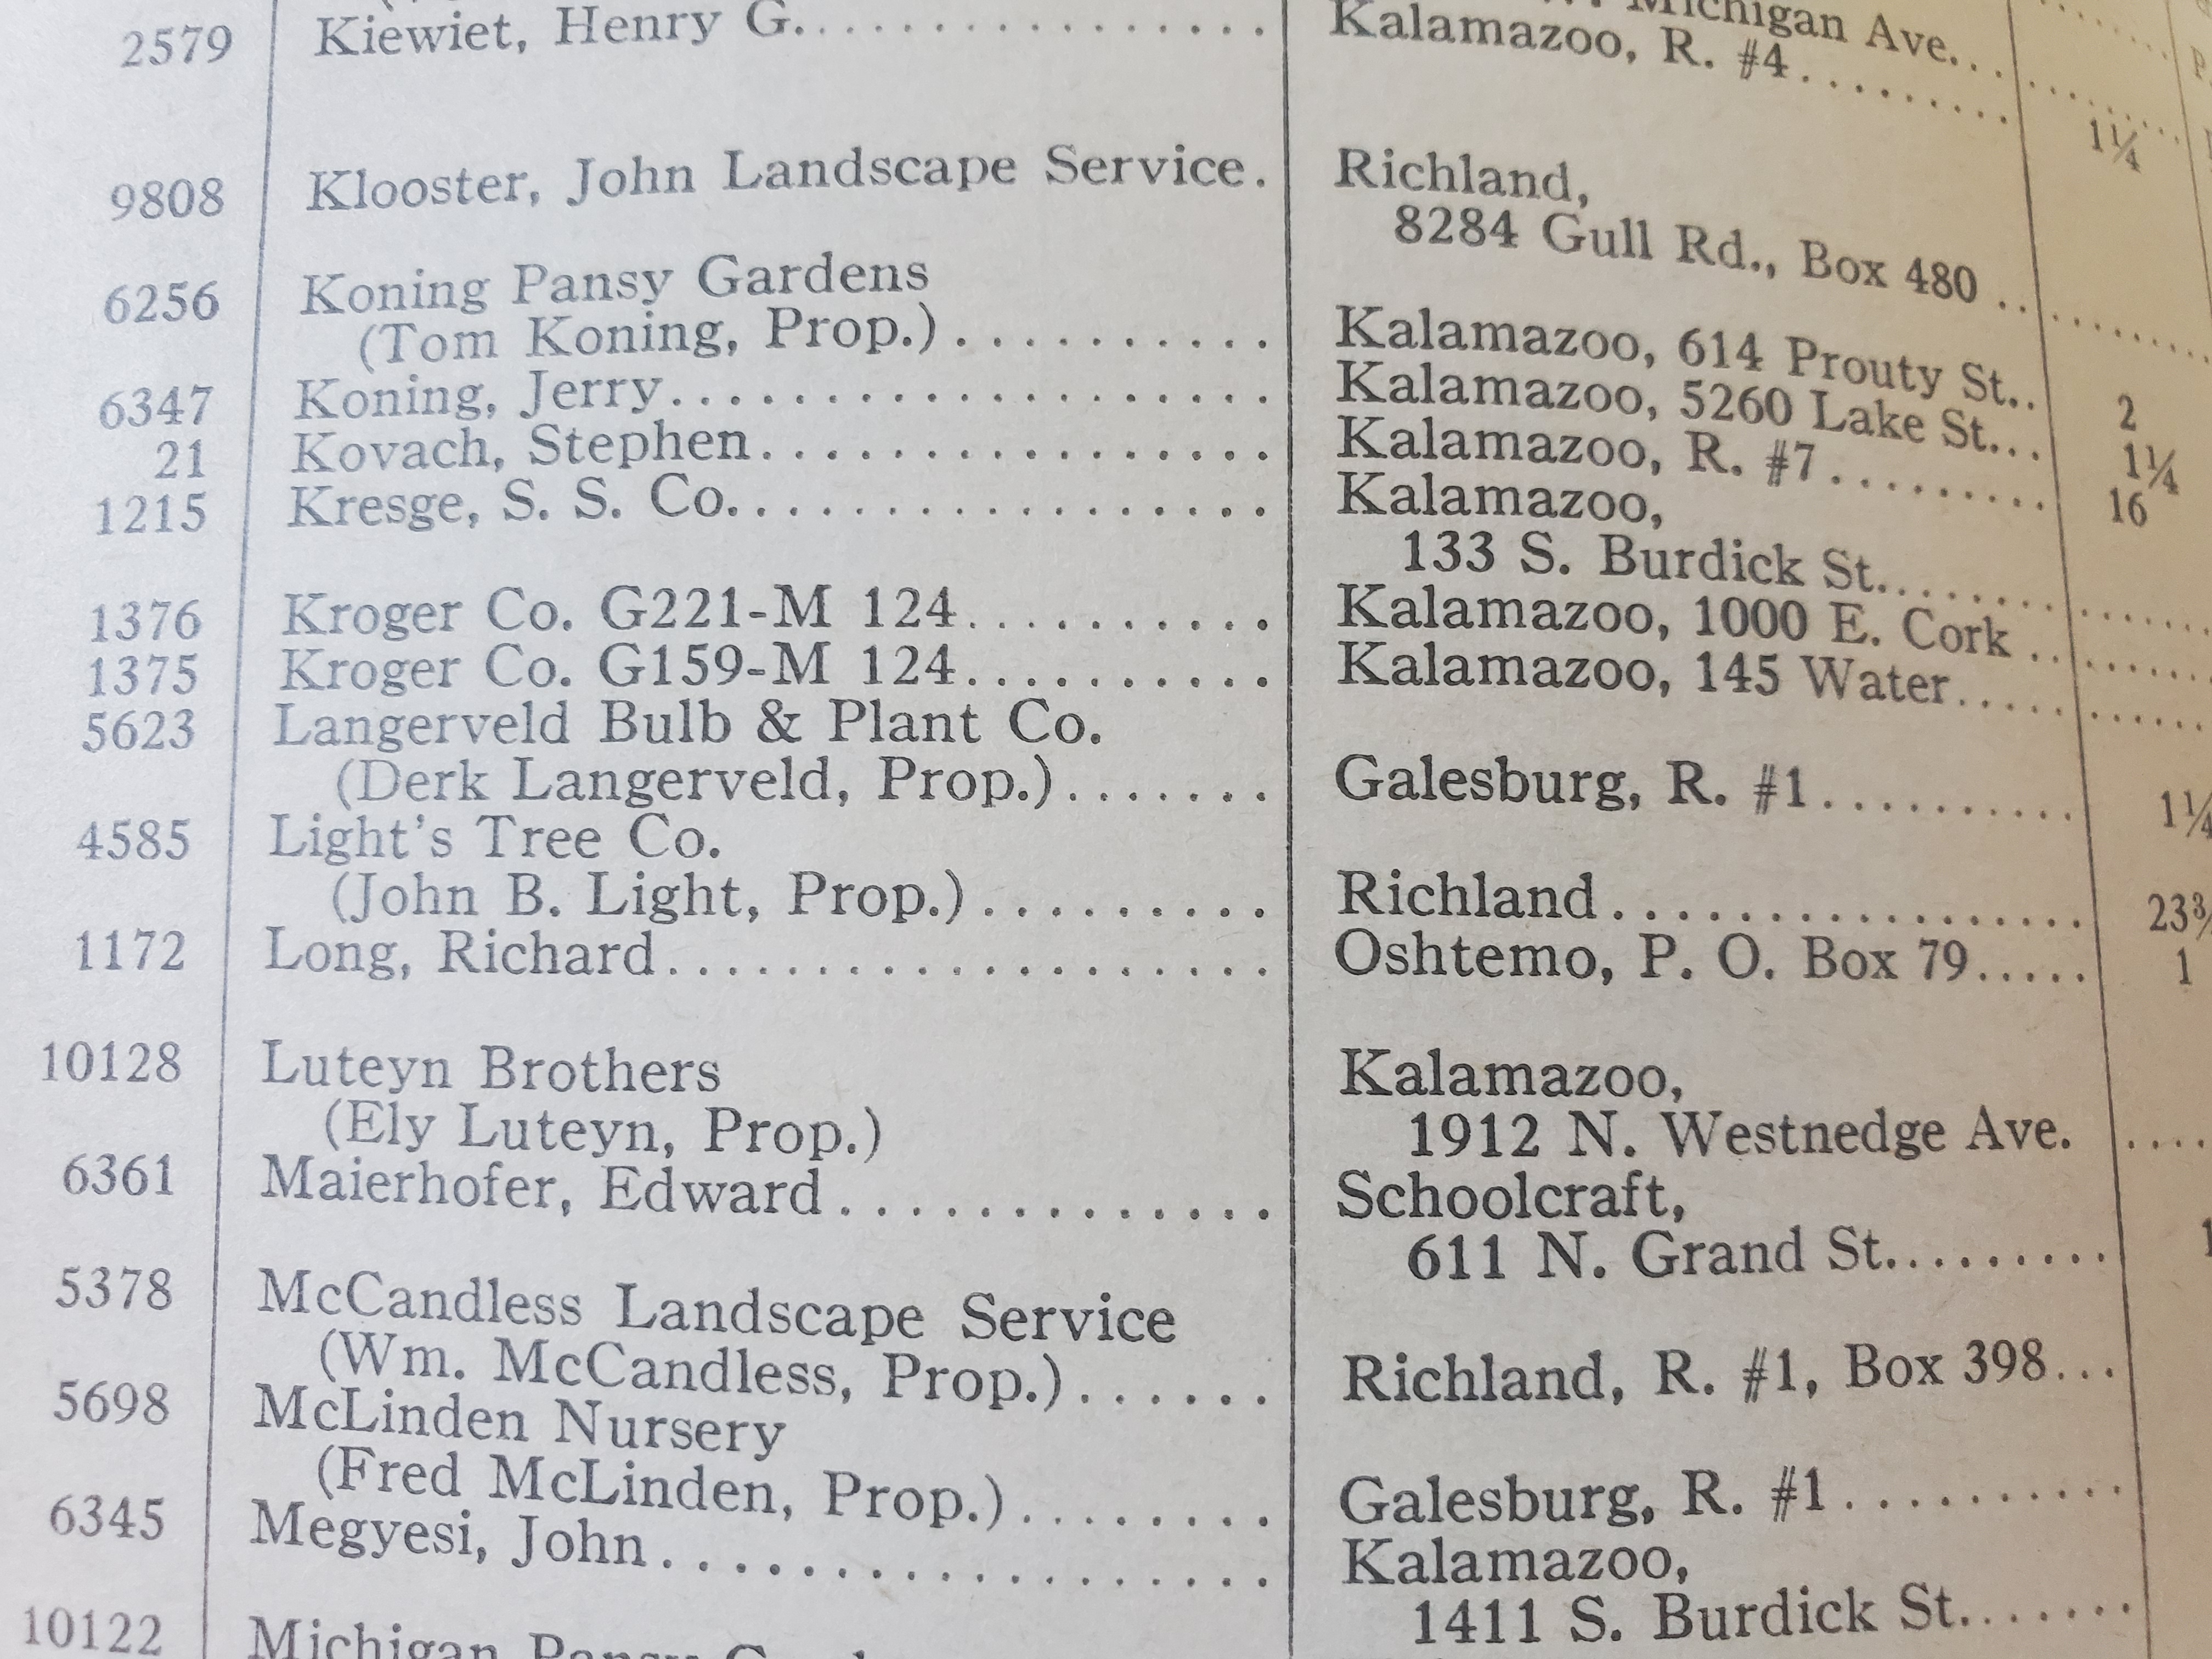 Michigan Ave...
2579 Kiewiet, Henry G................ Kalamazoo, R. #4......... 1¼
9808 Klooster, John Landscape Service. Richland,
8284 Gull Rd., Box 480 ..
6256 Koning Pansy Gardens
(Tom Koning, Prop.).......... Kalamazoo, 614 Prouty St.. 2
6347 Koning, Jerry................... Kalamazoo, 5260 Lake St... 1¼
21 Kovach, Stephen................. Kalamazoo, R. #7......... 16
1215 Kresge, S. S. Co................. Kalamazoo,
133 S. Burdick St.......
1376 Kroger Co. G221-M 124.......... Kalamazoo, 1000 E. Cork ..
1375 Kroger Co. G159-M 124.......... Kalamazoo, 145 Water.....
5623 Langerveld Bulb & Plant Co.
(Derk Langerveld, Prop.)....... Galesburg, R. #1.......... 1¼
4585 Light's Tree Co.
(John B. Light, Prop.).......... Richland................. 23
1172 Long, Richard................... Oshtemo, P. O. Box 79..... 1
10128 Luteyn Brothers Kalamazoo,
(Ely Luteyn, Prop.) 1912 N. Westnedge Ave. ....
6361 Maierhofer, Edward.............. Schoolcraft,
611 N. Grand St......... 1
5378 McCandless Landscape Service
(Wm. McCandless, Prop.)...... Richland, R. #1, Box 398...
5698 McLinden Nursery
(Fred McLinden, Prop.)........ Galesburg, R. #1..........
6345 Megyesi, John.................. Kalamazoo,
1411 S. Burdick St.......
10122 Michigan Pansy